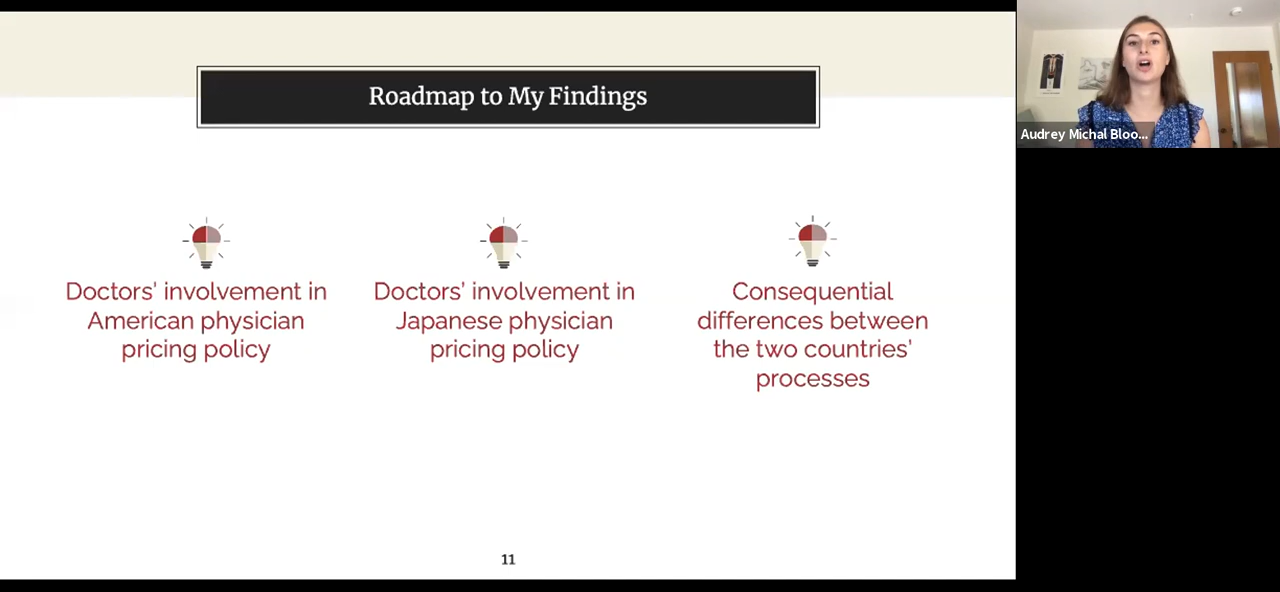 Roadmap to My Findings
Doctors' involvement in
American physician
pricing policy
Doctors' involvement in
Japanese physician
pricing policy
Consequential
differences between
the two countries'
processes
11
Audrey Michal Bloo...